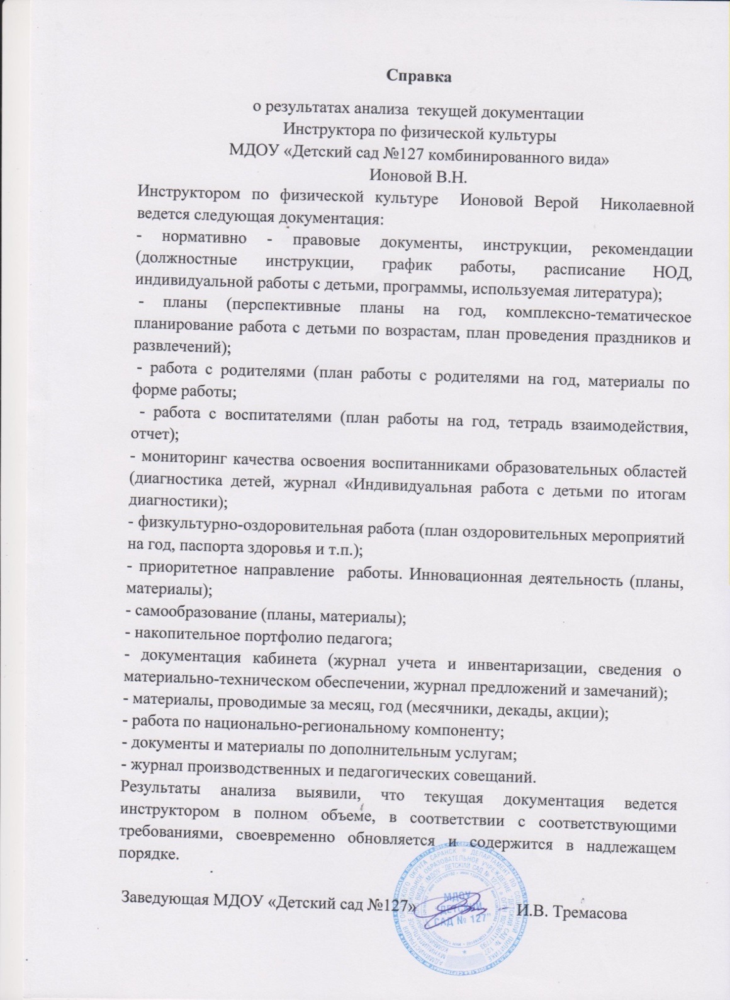 Справка
о результатах анализа текущей документации
Инструктора по физической культуры
МДОУ «Детский сад №127 комбинированного вида»
Ионовой В.Н.
Инструктором по физической культуре Ионовой Верой Николаевной
ведется следующая документация:
- нормативно - правовые документы, инструкции, рекомендации
(должностные инструкции, график работы, расписание НОД,
индивидуальной работы с детьми, программы, используемая литература);
- планы (перспективные планы на год, комплексно-тематическое
планирование работа с детьми по возрастам, план проведения праздников и
развлечений);
- работа с родителями (план работы с родителями на год, материалы по
форме работы;
- работа с воспитателями (план работы на год, тетрадь взаимодействия,
отчет);
- мониторинг качества освоения воспитанниками образовательных областей
(диагностика детей, журнал «Индивидуальная работа с детьми по итогам
диагностики);
- физкультурно-оздоровительная работа (план оздоровительных мероприятий
на год, паспорта здоровья и т.п.);
- приоритетное направление работы. Инновационная деятельность (планы,
материалы);
- самообразование (планы, материалы);
- накопительное портфолио педагога;
- документация кабинета (журнал учета и инвентаризации, сведения о
материально-техническом обеспечении, журнал предложений и замечаний);
- материалы, проводимые за месяц, год (месячники, декады, акции);
- работа по национально-региональному компоненту;
- документы и материалы по дополнительным услугам;
- журнал производственных и педагогических совещаний.
Результаты анализа выявили, что текущая документация ведется
инструктором в полном объеме, в соответствии с соответствующими
требованиями, своевременно обновляется и содержится в надлежащем
порядке.
Заведующая МДОУ «Детский сад №127» И.В. Тремасова
МДОУ
"ДЕТСКИЙ
САД № 127"